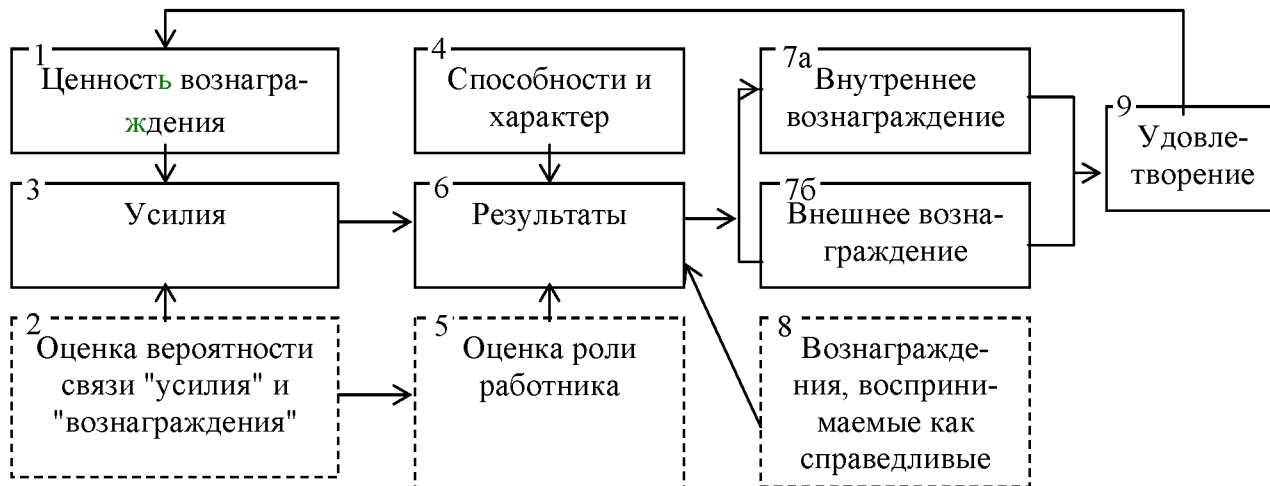 1
Ценность вознагра-
ждения
4
Способности и
характер
7а
Внутреннее
вознаграждение
9
Удовле-
творение
3
Усилия
6
Результаты
7б
Внешнее возна-
граждение
2
Оценка вероятности
связи "усилия" и
"вознаграждения"
5
Оценка роли
работника
8
Вознагражде-
ния, восприни-
маемые как
справедливые